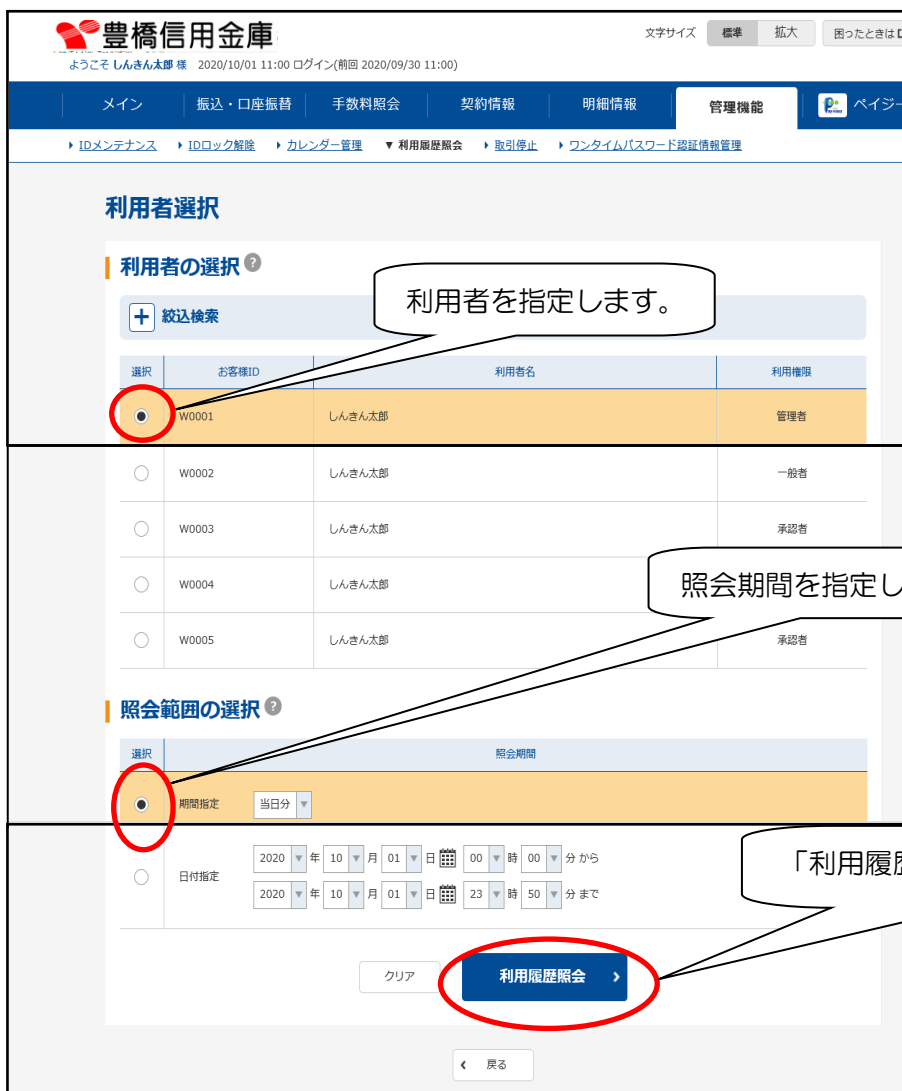 豊橋信用金庫
文字サイズ 標準 拡大 困ったときは
ようこそ しんきん太郎 様 2020/10/01 11:00 ログイン(前回 2020/09/30 11:00)
メイン 振込・口座振替 手数料照会 契約情報 明細情報 管理機能 ペイジー
IDメンテナンス IDロック解除 カレンダー管理 ▼ 利用履歴照会 取引停止 ワンタイムパスワード認証情報管理
利用者選択
利用者の選択 ?
利用者を指定します。
+ 絞込検索
選択 お客様ID 利用者名 利用権限
W0001 しんきん太郎 管理者
W0002 しんきん太郎 一般者
W0003 しんきん太郎 承認者
照会期間を指定し
W0004 しんきん太郎
W0005 しんきん太郎 承認者
照会範囲の選択 ?
選択 照会期間
期間指定 当日分
「利用履歴
日付指定
2020 年 10 月 01 日 00 時 00 分 から
2020 年 10 月 01 日 23 時 50 分 まで
クリア 利用履歴照会
戻る